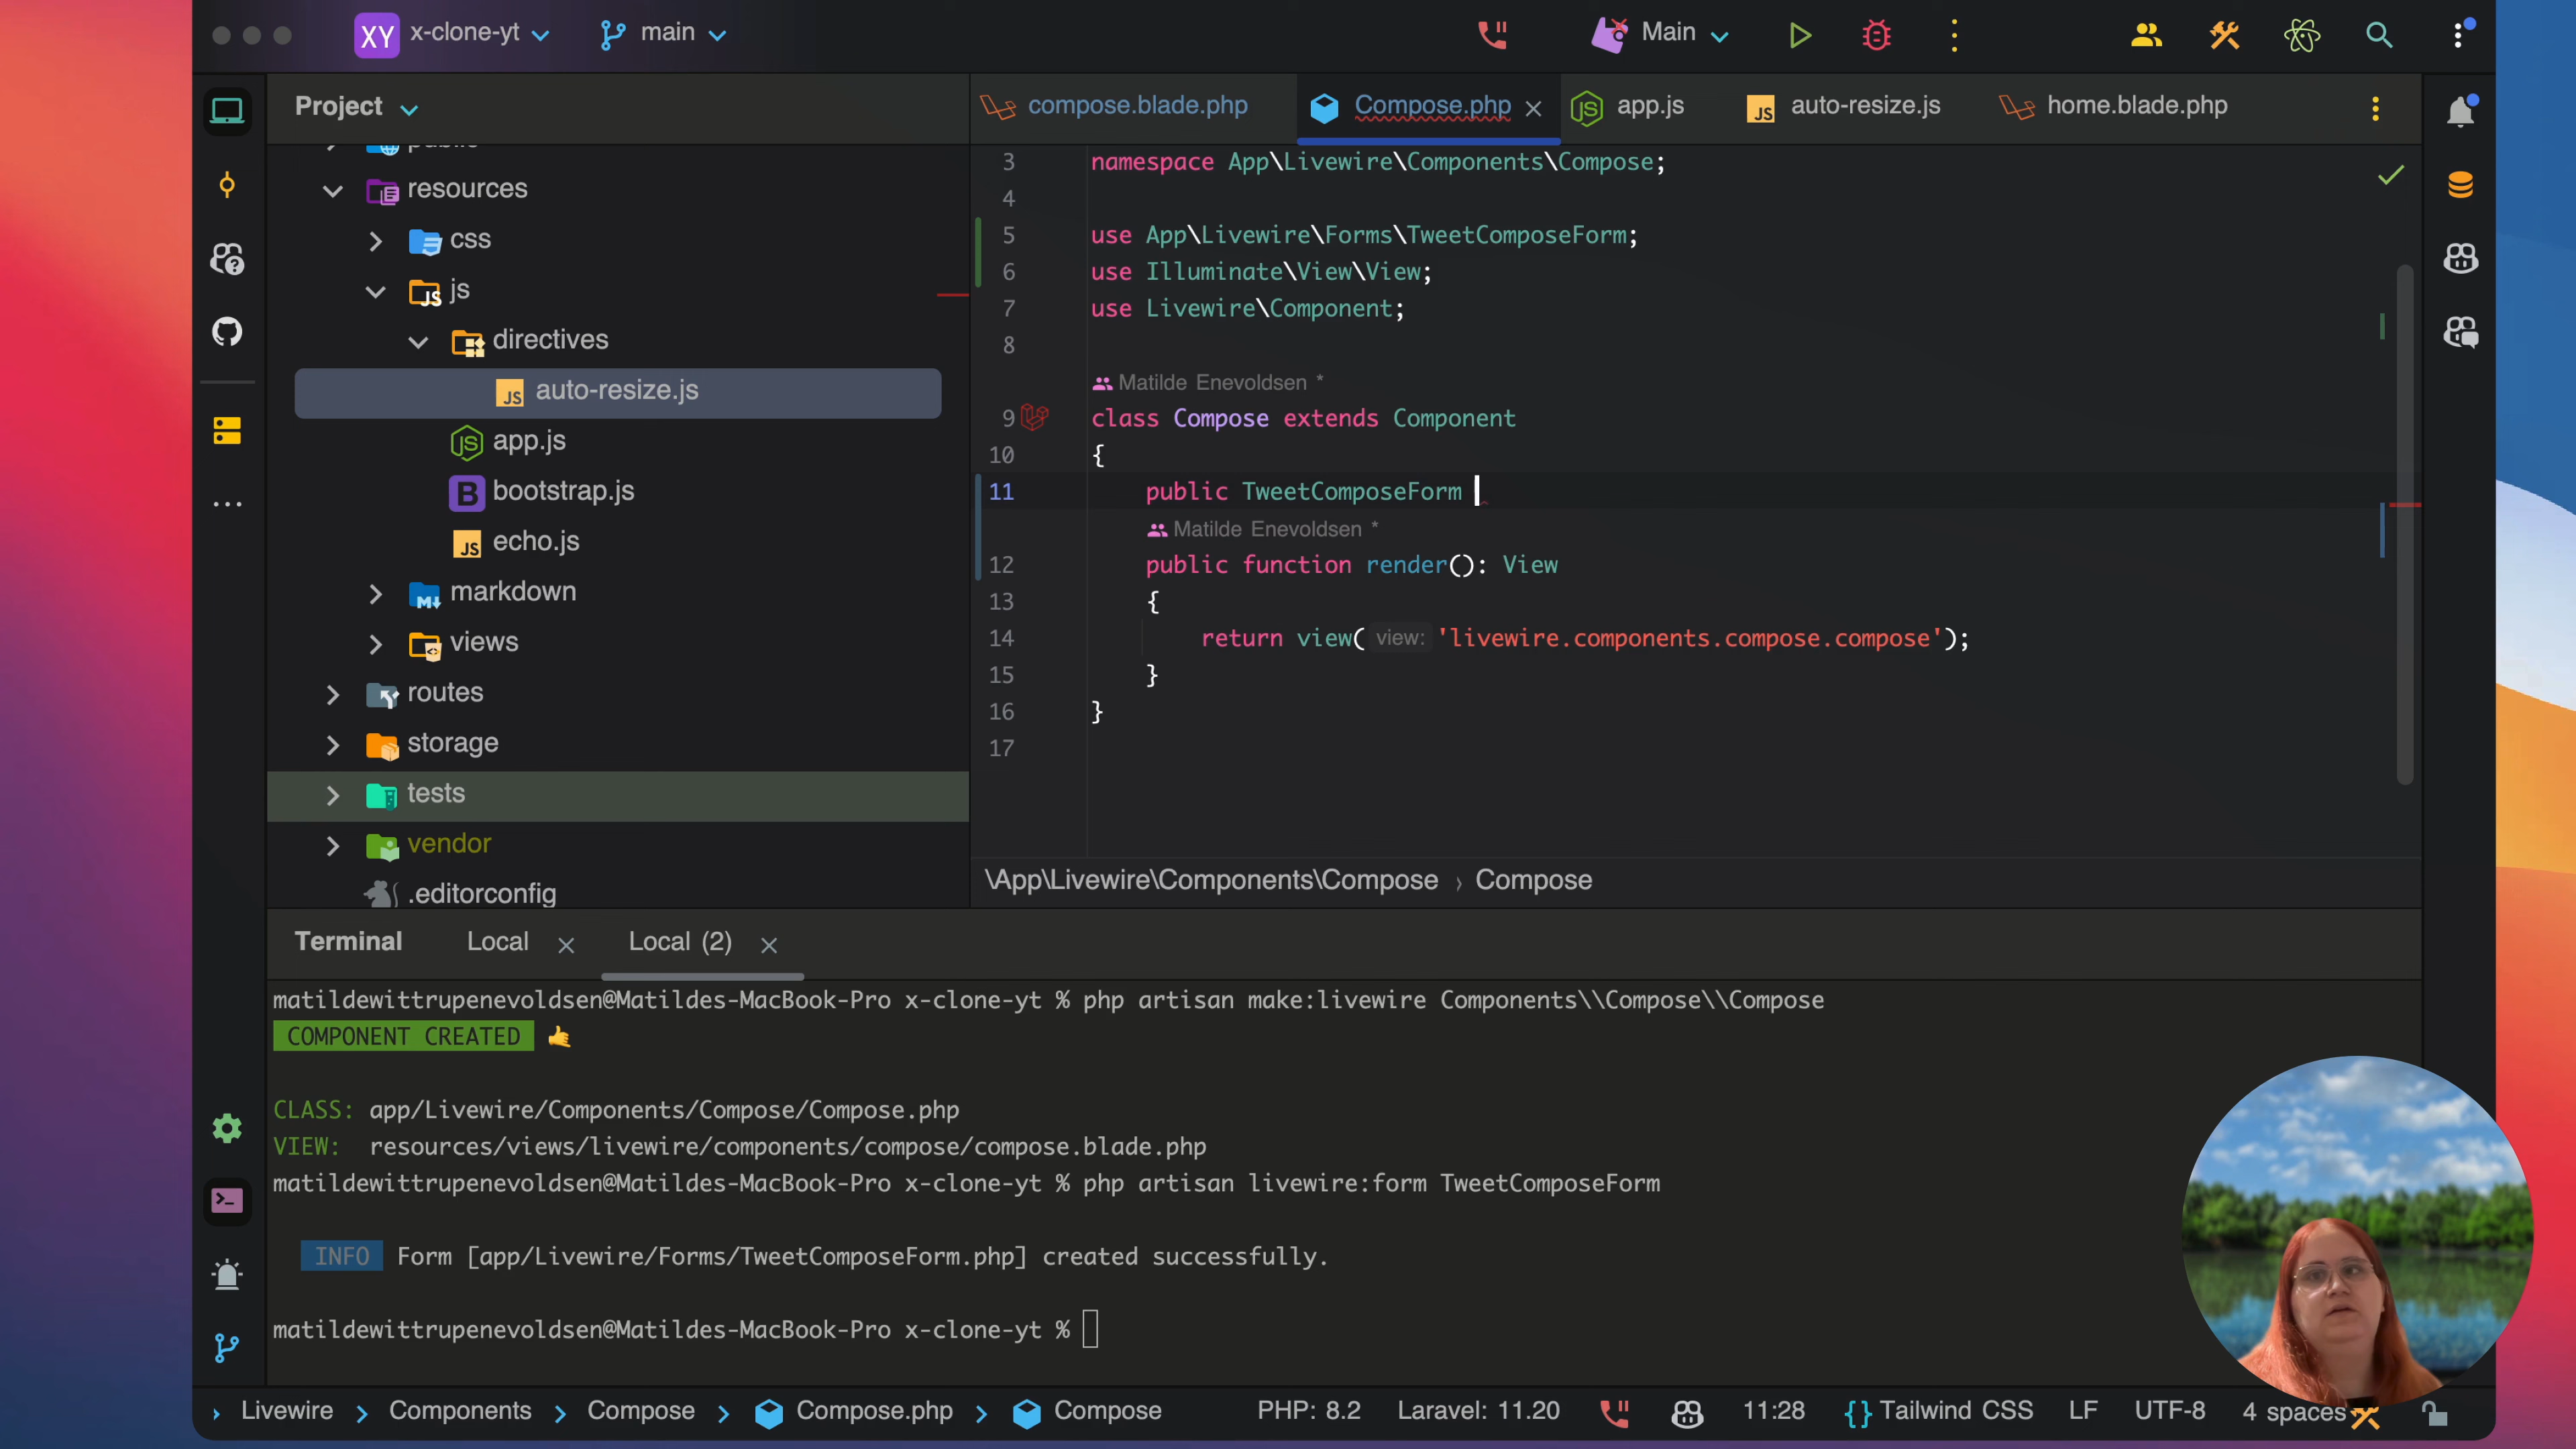 XY x-clone-yt main Main
Project
compose.blade.php Compose.php app.js auto-resize.js home.blade.php
public
resources
css
js
directives
auto-resize.js
app.js
bootstrap.js
echo.js
markdown
views
routes
storage
tests
vendor
.editorconfig
3 namespace App\Livewire\Components\Compose;
4
5 use App\Livewire\Forms\TweetComposeForm;
6 use Illuminate\View\View;
7 use Livewire\Component;
8
Matilde Enevoldsen *
9 class Compose extends Component
10 {
11 public TweetComposeForm
Matilde Enevoldsen *
12 public function render(): View
13 {
14 return view( view: 'livewire.components.compose.compose');
15 }
16 }
17
\App\Livewire\Components\Compose › Compose
Terminal Local Local (2)
matildewittrupenevoldsen@Matildes-MacBook-Pro x-clone-yt % php artisan make:livewire Components\\Compose\\Compose
COMPONENT CREATED 🤙
CLASS: app/Livewire/Components/Compose/Compose.php
VIEW: resources/views/livewire/components/compose/compose.blade.php
matildewittrupenevoldsen@Matildes-MacBook-Pro x-clone-yt % php artisan livewire:form TweetComposeForm
INFO Form [app/Livewire/Forms/TweetComposeForm.php] created successfully.
matildewittrupenevoldsen@Matildes-MacBook-Pro x-clone-yt %
Livewire Components Compose Compose.php Compose PHP: 8.2 Laravel: 11.20 11:28 {} Tailwind CSS LF UTF-8 4 spaces